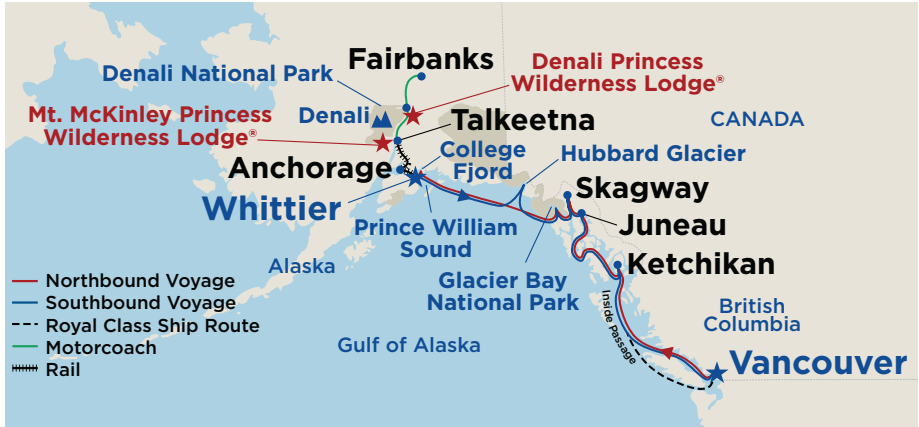 Fairbanks
Denali National Park
Denali Princess
Wilderness Lodge®
Mt. McKinley Princess
Wilderness Lodge®
Denali
Talkeetna
CANADA
College
Fjord
Hubbard Glacier
Anchorage
Whittier
Skagway
Juneau
Prince William
Sound
Alaska
Glacier Bay
National Park
Ketchikan
Northbound Voyage
Southbound Voyage
Royal Class Ship Route
Motorcoach
Rail
Inside Passage
British
Columbia
Gulf of Alaska
Vancouver